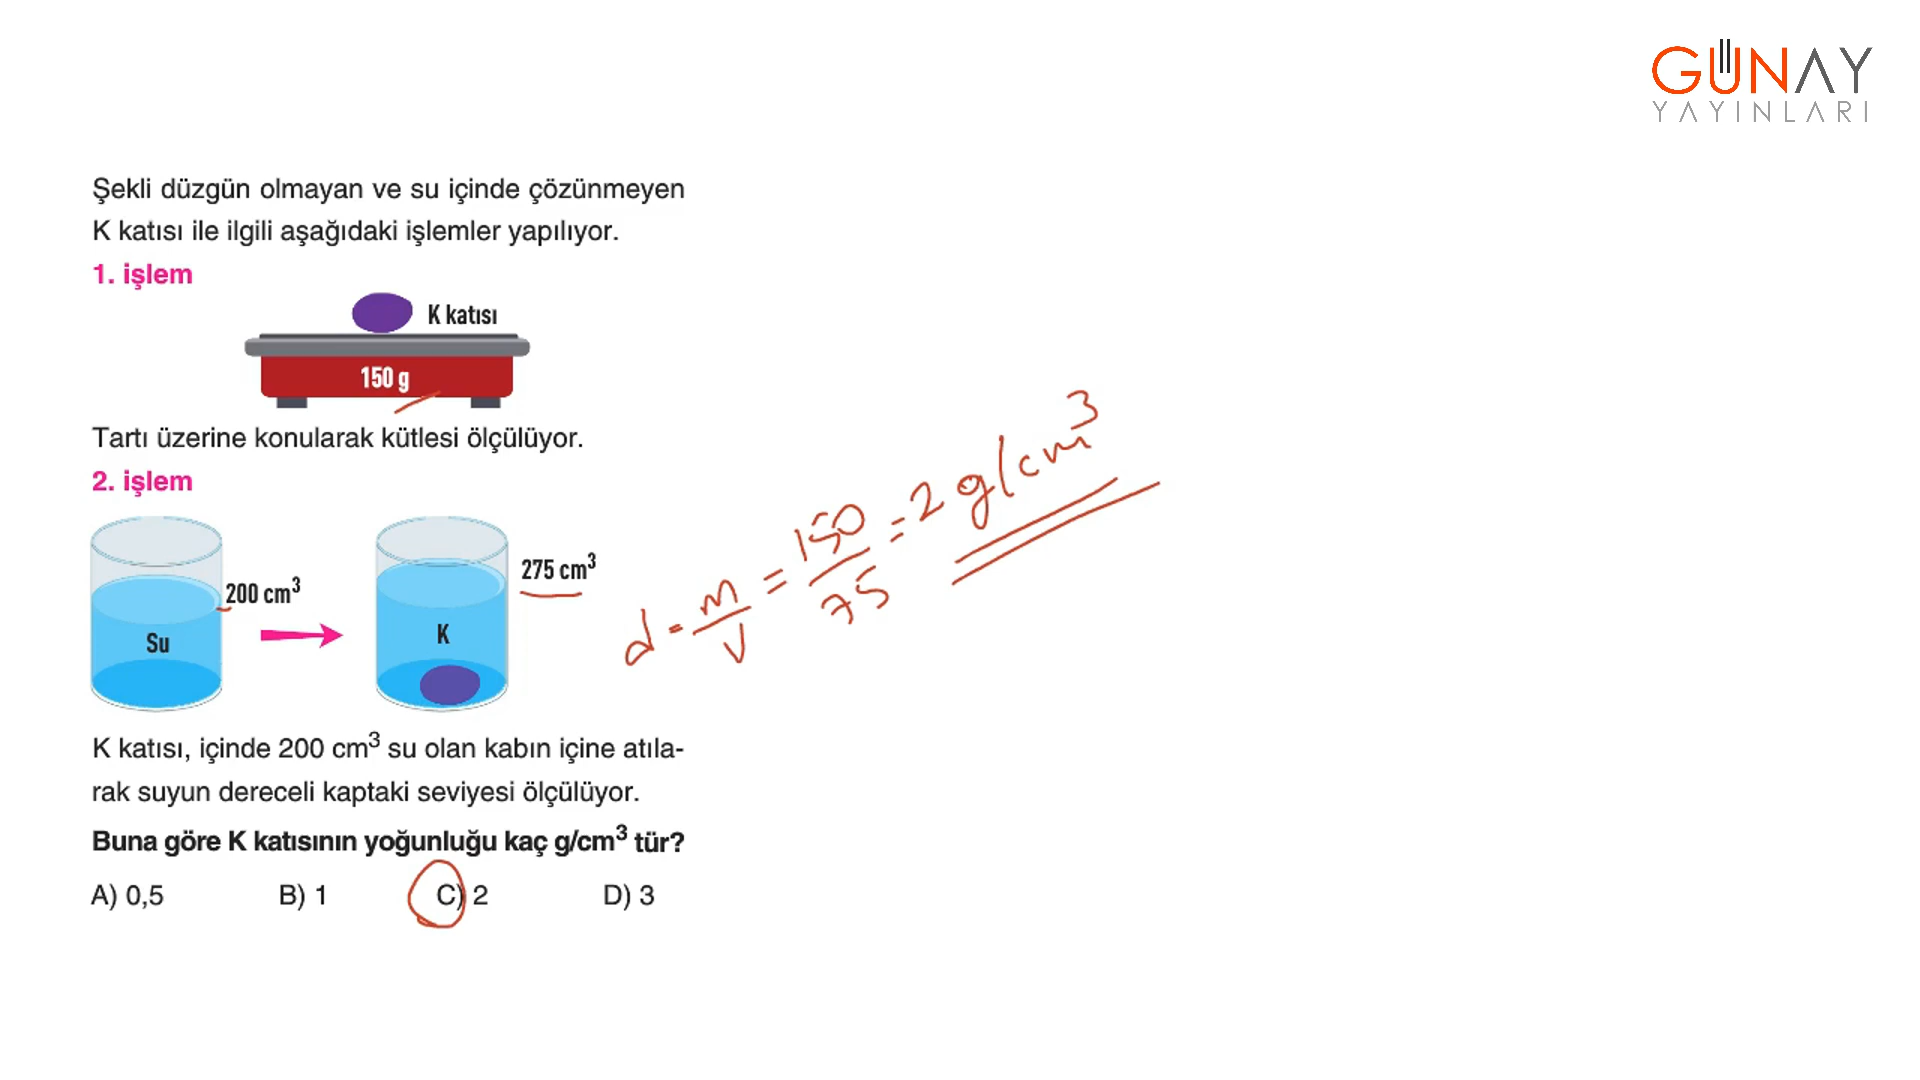 GÜNAY
YAYINLARI
Şekli düzgün olmayan ve su içinde çözünmeyen
K katısı ile ilgili aşağıdaki işlemler yapılıyor.
1. işlem
K katısı
150 g
Tartı üzerine konularak kütlesi ölçülüyor.
2. işlem
200 cm³
Su
275 cm³
K
d = m/v = 150/75 = 2 g/cm³
K katısı, içinde 200 cm³ su olan kabın içine atıla-
rak suyun dereceli kaptaki seviyesi ölçülüyor.
Buna göre K katısının yoğunluğu kaç g/cm³ tür?
A) 0,5 B) 1 C) 2 D) 3